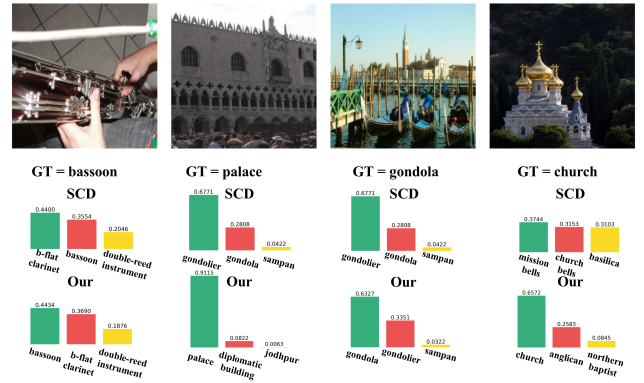 GT = bassoon
SCD
0.4400
0.3554
0.2046
b-flat clarinet
bassoon
double-reed instrument
Our
0.4434
0.3690
0.1876
bassoon
b-flat clarinet
double-reed instrument
GT = palace
SCD
0.6771
0.2808
0.0422
gondolier
gondola
sampan
Our
0.9115
0.0822
0.0063
palace
diplomatic building
jodhpur
GT = gondola
SCD
0.6771
0.2808
0.0422
gondolier
gondola
sampan
Our
0.6327
0.3351
0.0322
gondola
gondolier
sampan
GT = church
SCD
0.3744
0.3153
0.3103
mission bells
church bells
basilica
Our
0.6572
0.2583
0.0845
church
anglican
northern baptist